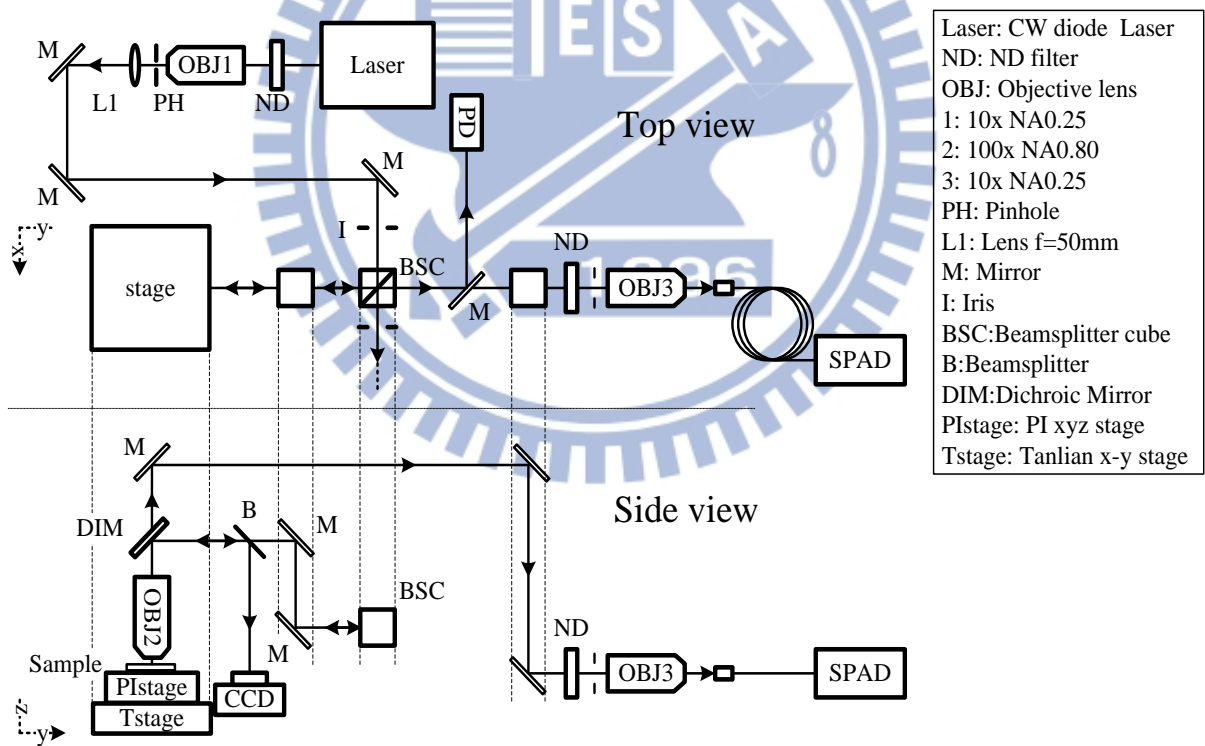 M
L1
PH
OBJ1
ND
Laser
PD
Top view
M
M
I
BSC
ND
y
x
stage
M
OBJ3
SPAD
ES A
8
1896
Laser: CW diode Laser
ND: ND filter
OBJ: Objective lens
1: 10x NA0.25
2: 100x NA0.80
3: 10x NA0.25
PH: Pinhole
L1: Lens f=50mm
M: Mirror
I: Iris
BSC:Beamsplitter cube
B:Beamsplitter
DIM:Dichroic Mirror
PIstage: PI xyz stage
Tstage: Tanlian x-y stage
M
Side view
DIM
B
M
BSC
OBJ2
M
ND
Sample
PIstage
CCD
OBJ3
SPAD
Tstage
z
y